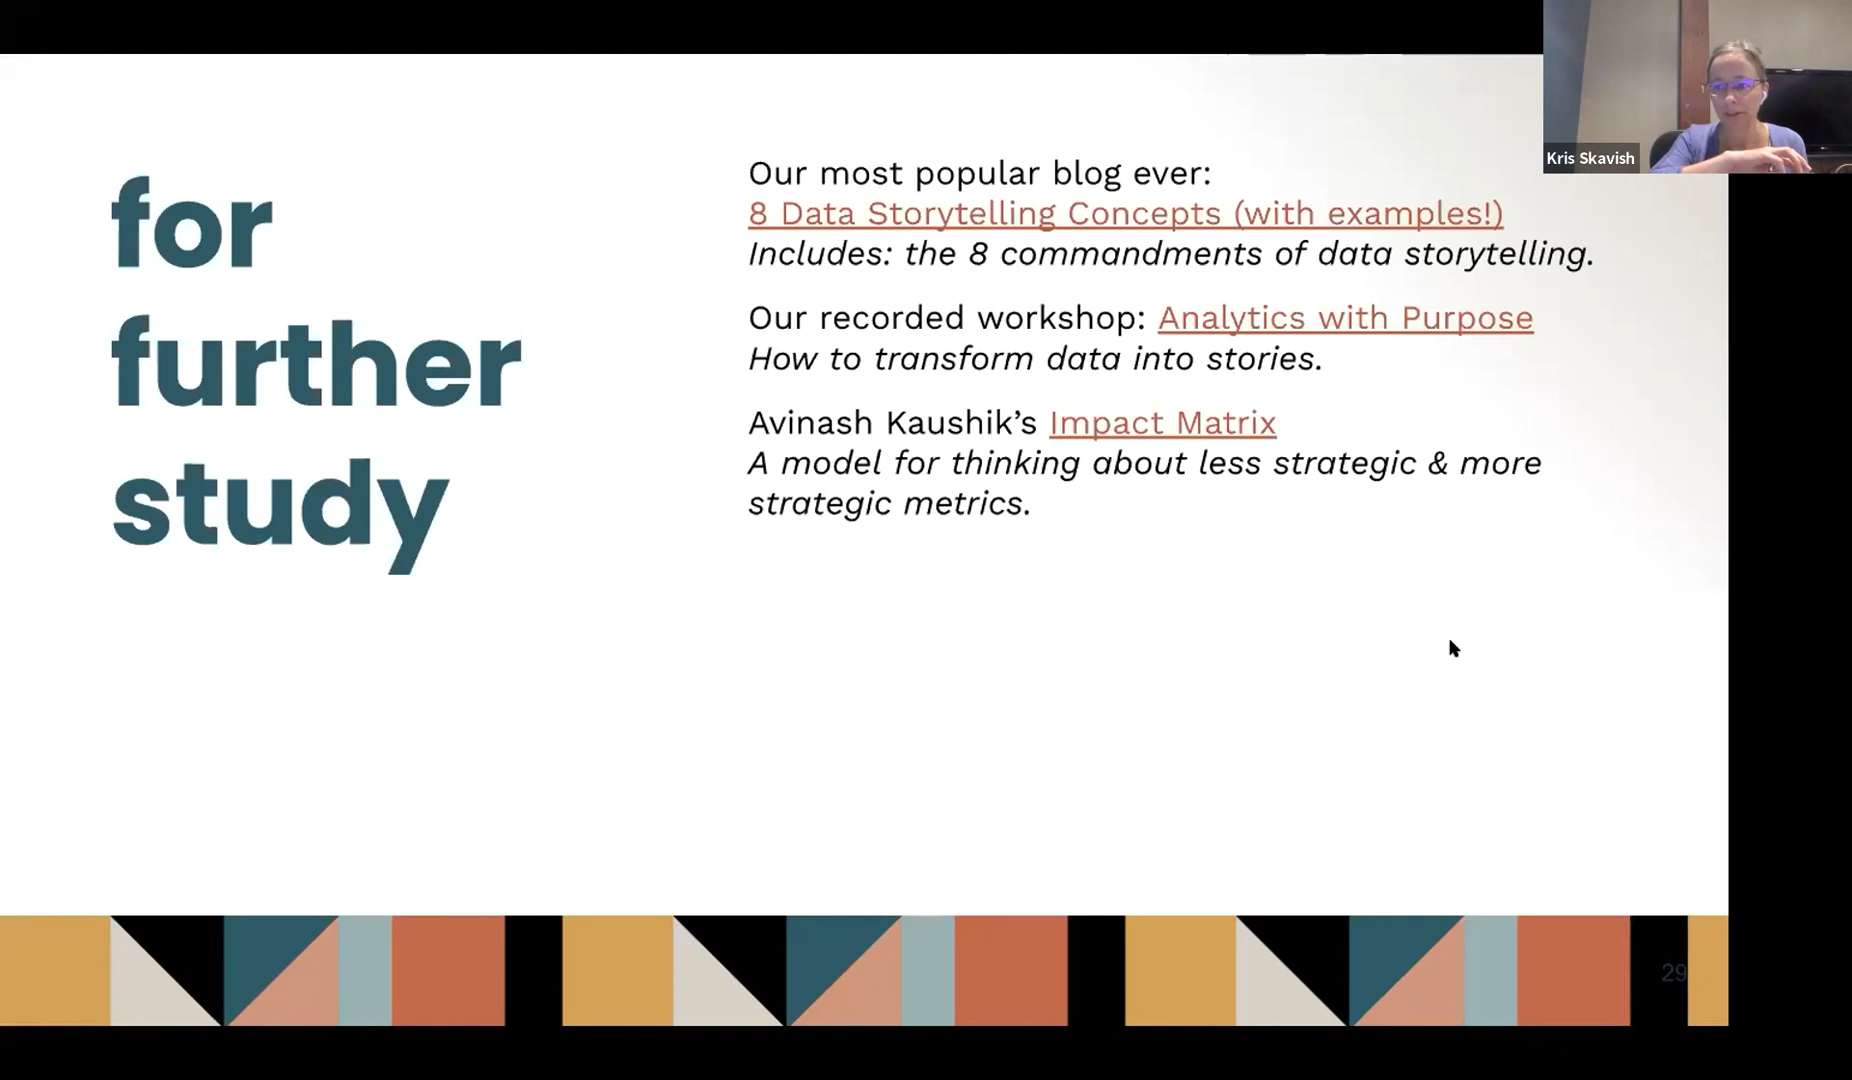 for
further
study
Our most popular blog ever:
8 Data Storytelling Concepts (with examples!)
Includes: the 8 commandments of data storytelling.
Our recorded workshop: Analytics with Purpose
How to transform data into stories.
Avinash Kaushik’s Impact Matrix
A model for thinking about less strategic & more
strategic metrics.
Kris Skavish
29